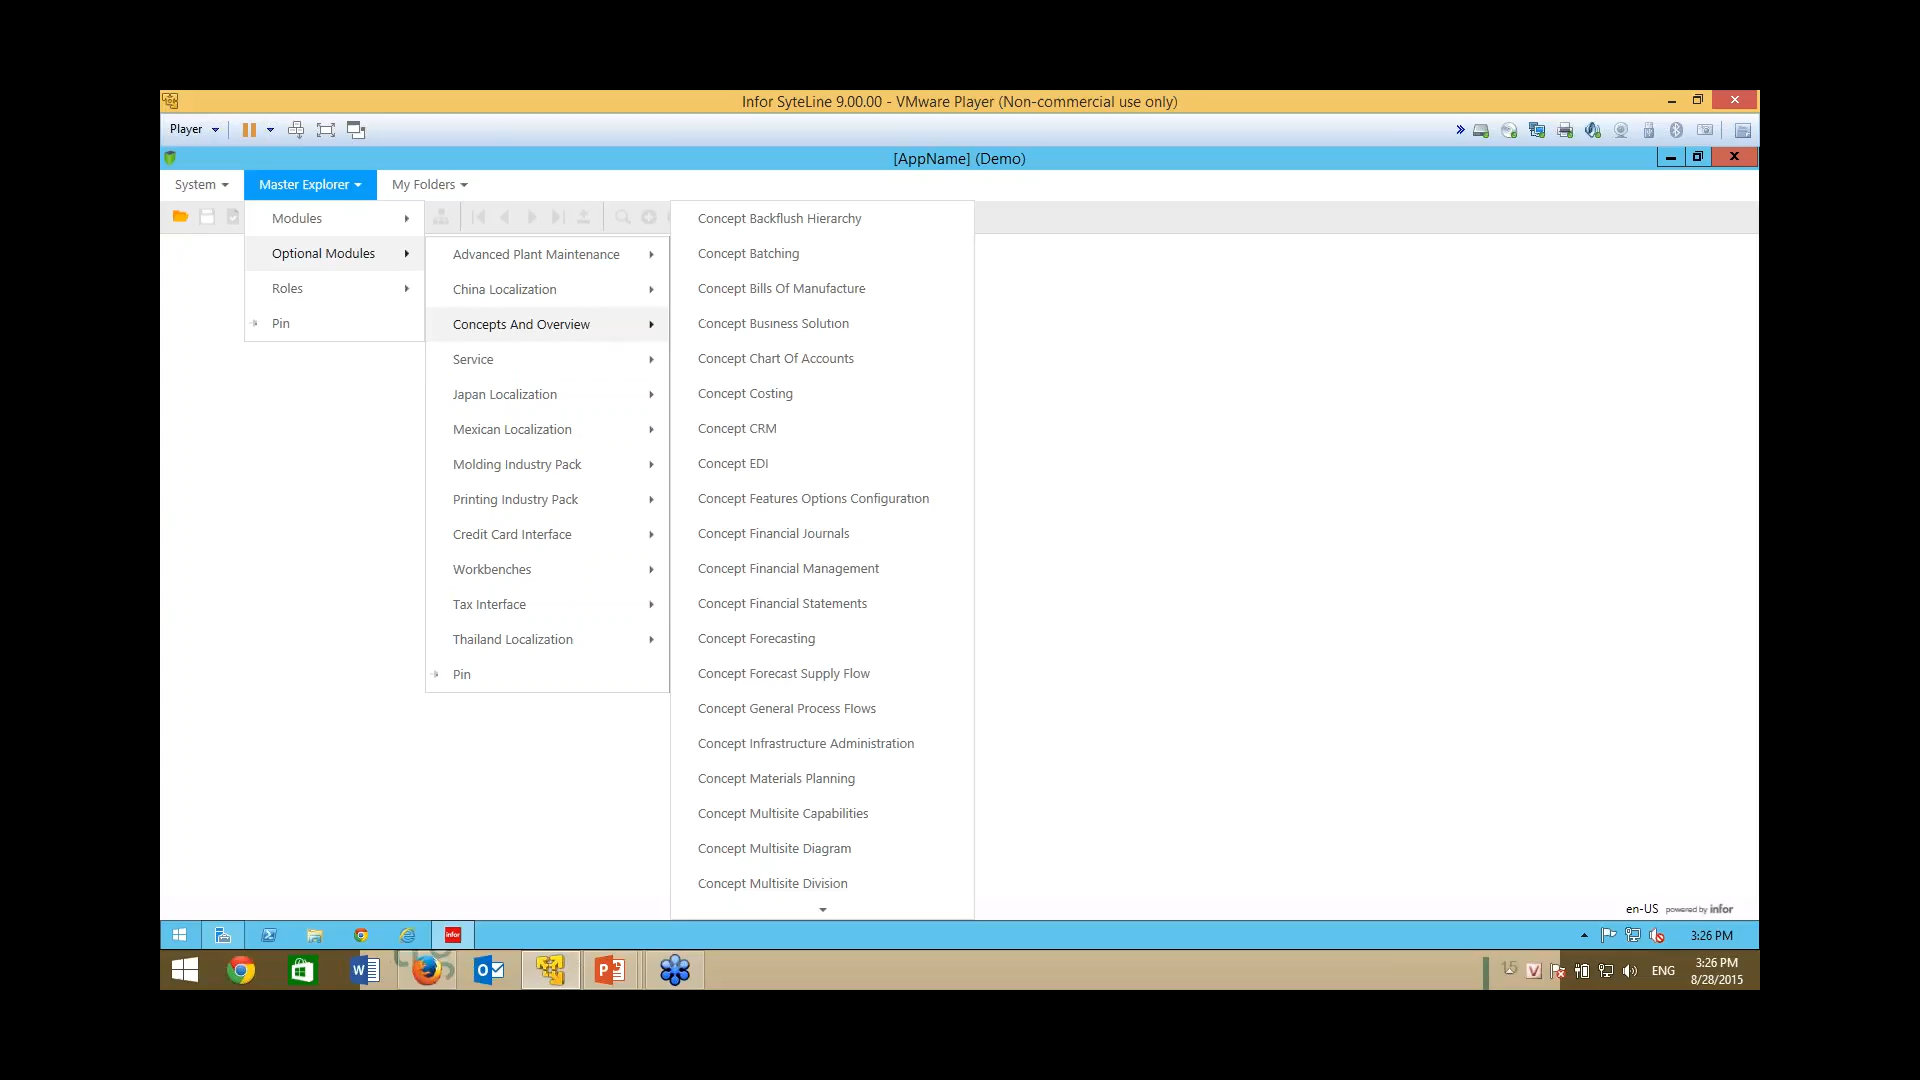 Infor SyteLine 9.00.00 - VMware Player (Non-commercial use only)
Player
[AppName] (Demo)
System
Master Explorer
My Folders
Modules
Optional Modules
Roles
Pin
Advanced Plant Maintenance
China Localization
Concepts And Overview
Service
Japan Localization
Mexican Localization
Molding Industry Pack
Printing Industry Pack
Credit Card Interface
Workbenches
Tax Interface
Thailand Localization
Pin
Concept Backflush Hierarchy
Concept Batching
Concept Bills Of Manufacture
Concept Business Solution
Concept Chart Of Accounts
Concept Costing
Concept CRM
Concept EDI
Concept Features Options Configuration
Concept Financial Journals
Concept Financial Management
Concept Financial Statements
Concept Forecasting
Concept Forecast Supply Flow
Concept General Process Flows
Concept Infrastructure Administration
Concept Materials Planning
Concept Multisite Capabilities
Concept Multisite Diagram
Concept Multisite Division
en-US powered by infor
infor
3:26 PM
15
ENG
3:26 PM
8/28/2015